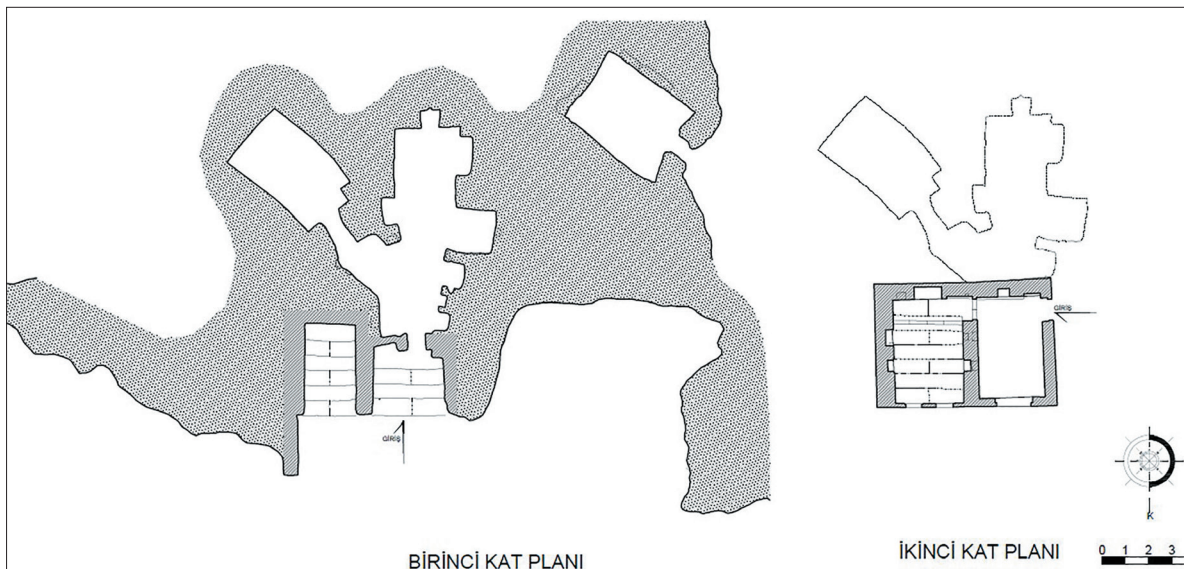 GİRİŞ
BİRİNCİ KAT PLANI
GİRİŞ
İKİNCİ KAT PLANI
K
0 1 2 3